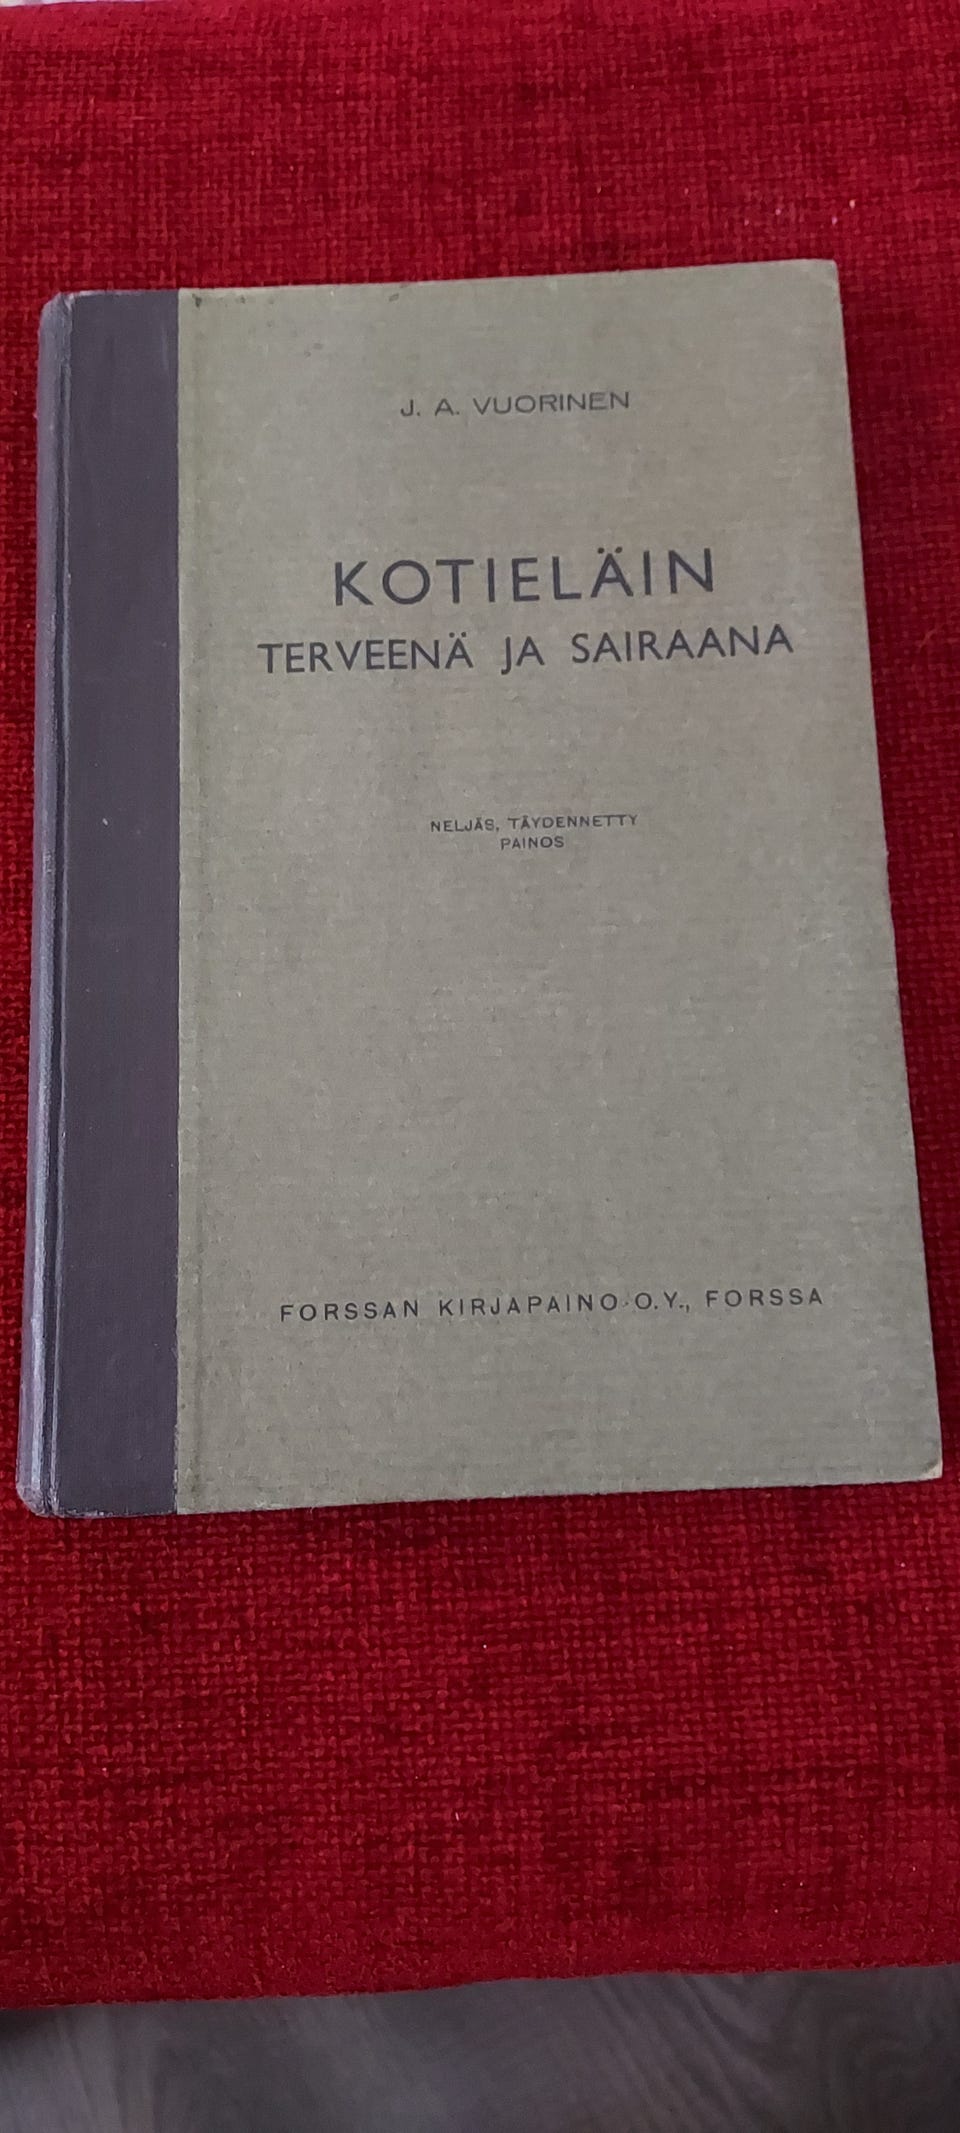 J. A. VUORINEN
KOTIELÄIN
TERVEENÄ JA SAIRAANA
NELJÄS, TÄYDENNETTY
PAINOS
FORSSAN KIRJAPAINO O.Y., FORSSA